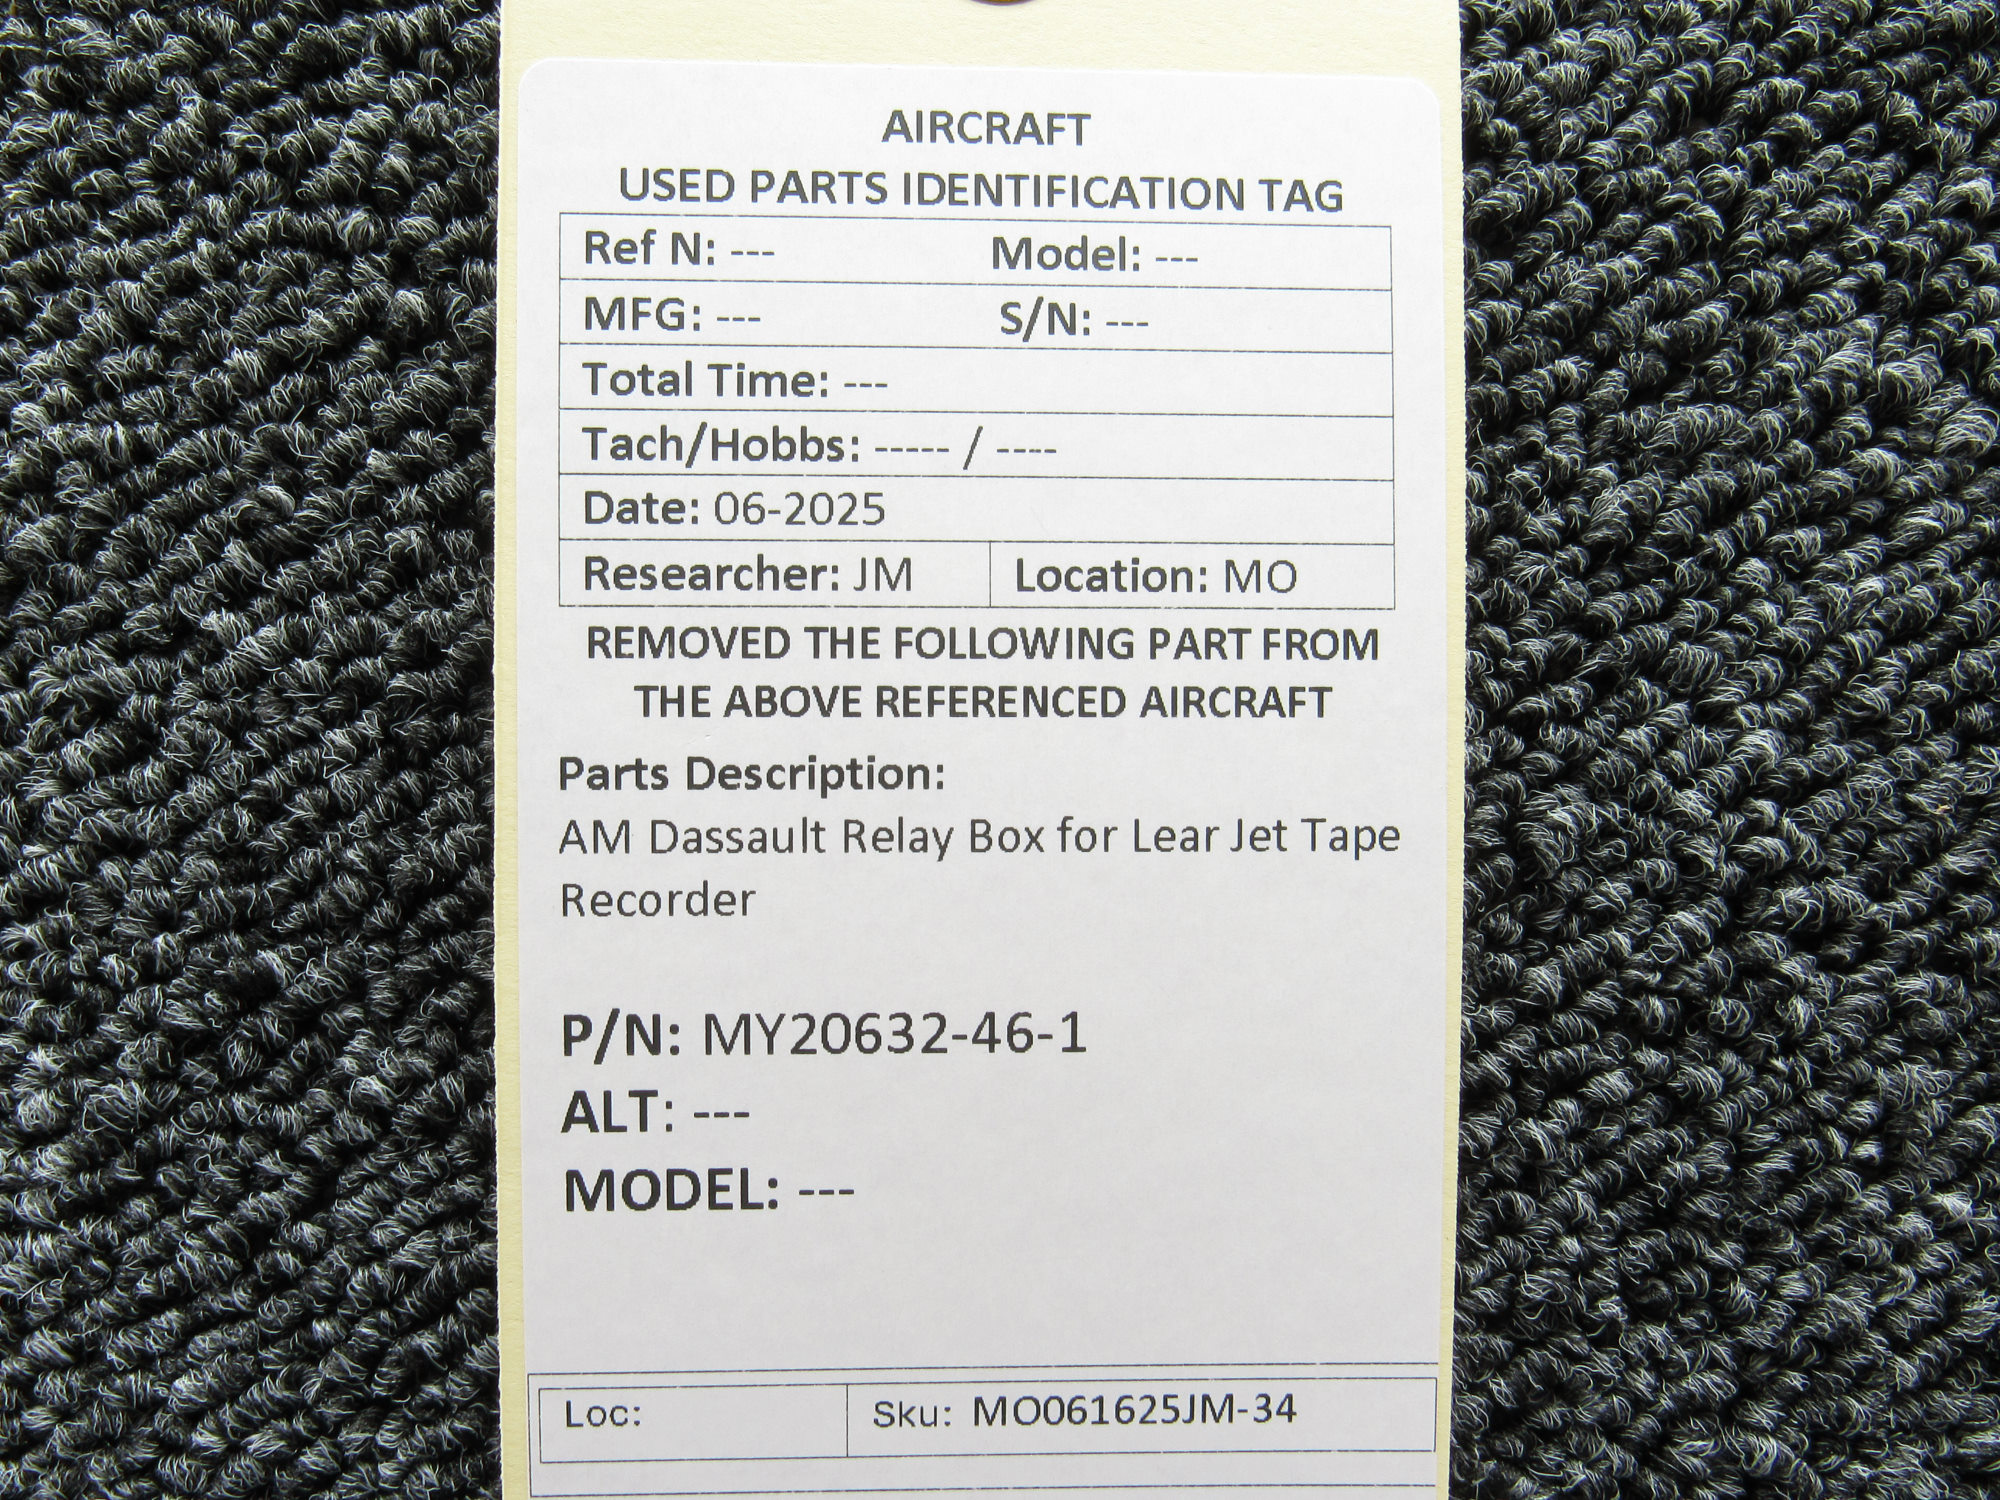 AIRCRAFT
USED PARTS IDENTIFICATION TAG
Ref N: --- Model: ---
MFG: --- S/N: ---
Total Time: ---
Tach/Hobbs: ----- / ----
Date: 06-2025
Researcher: JM Location: MO
REMOVED THE FOLLOWING PART FROM
THE ABOVE REFERENCED AIRCRAFT
Parts Description:
AM Dassault Relay Box for Lear Jet Tape
Recorder
P/N: MY20632-46-1
ALT: ---
MODEL: ---
Loc: Sku: MO061625JM-34